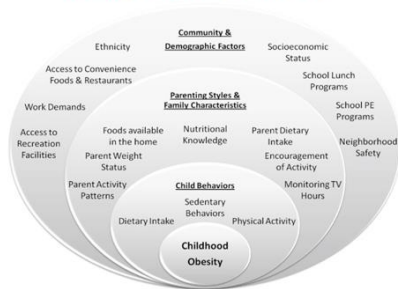 Community &
Demographic Factors
Ethnicity
Socioeconomic
Status
Access to Convenience
Foods & Restaurants
School Lunch
Programs
Work Demands
School PE
Programs
Access to
Recreation
Facilities
Neighborhood
Safety
Parenting Styles &
Family Characteristics
Foods available
in the home
Nutritional
Knowledge
Parent Dietary
Intake
Parent Weight
Status
Encouragement
of Activity
Parent Activity
Patterns
Monitoring TV
Hours
Child Behaviors
Sedentary
Behaviors
Dietary Intake
Physical Activity
Childhood
Obesity